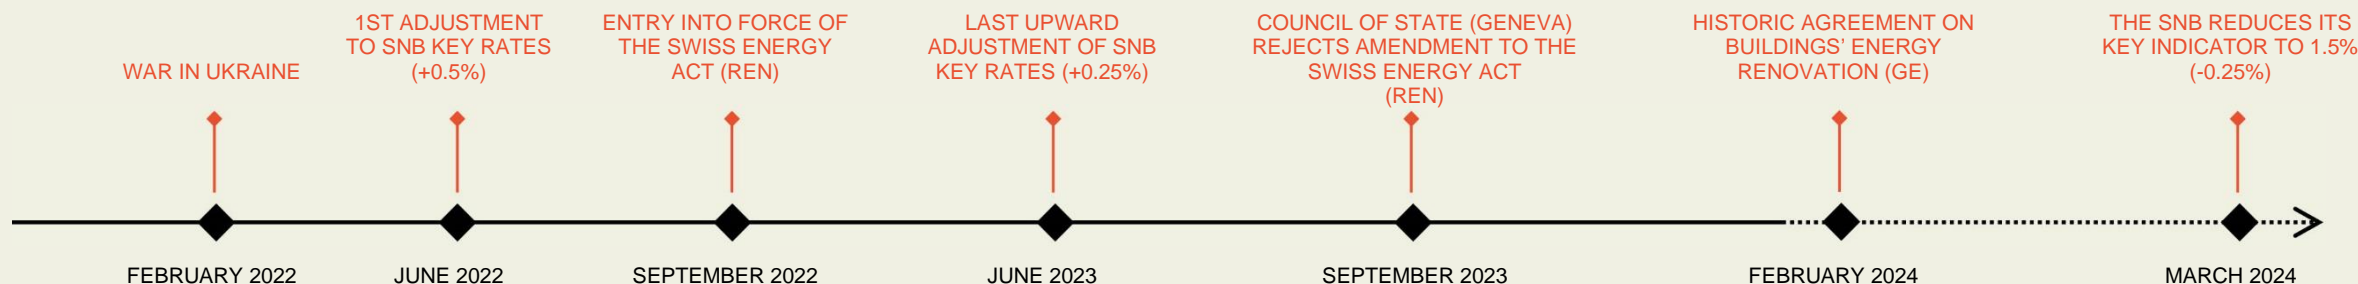 WAR IN UKRAINE
1ST ADJUSTMENT
TO SNB KEY RATES
(+0.5%)
ENTRY INTO FORCE OF
THE SWISS ENERGY
ACT (REN)
LAST UPWARD
ADJUSTMENT OF SNB
KEY RATES (+0.25%)
COUNCIL OF STATE (GENEVA)
REJECTS AMENDMENT TO THE
SWISS ENERGY ACT
(REN)
HISTORIC AGREEMENT ON
BUILDINGS’ ENERGY
RENOVATION (GE)
THE SNB REDUCES ITS
KEY INDICATOR TO 1.5%
(-0.25%)
FEBRUARY 2022
JUNE 2022
SEPTEMBER 2022
JUNE 2023
SEPTEMBER 2023
FEBRUARY 2024
MARCH 2024